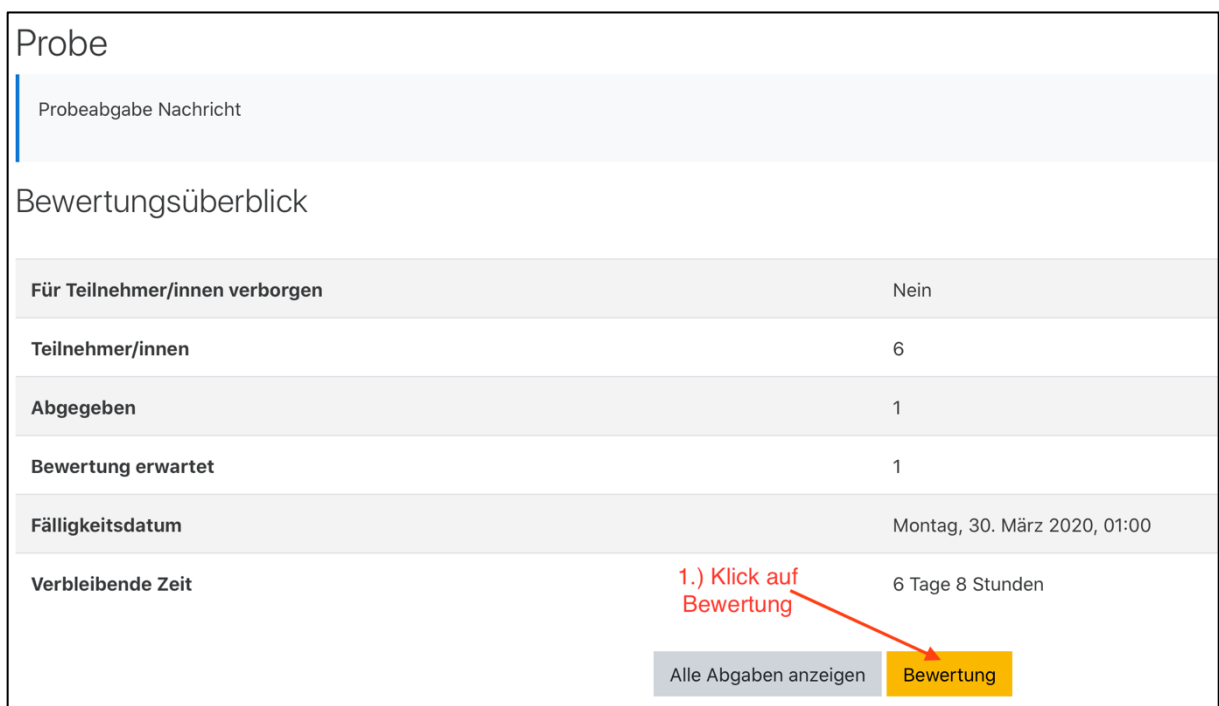 Probe
Probeabgabe Nachricht
Bewertungsüberblick
Für Teilnehmer/innen verborgen Nein
Teilnehmer/innen 6
Abgegeben 1
Bewertung erwartet 1
Fälligkeitsdatum Montag, 30. März 2020, 01:00
Verbleibende Zeit 6 Tage 8 Stunden
1.) Klick auf
Bewertung
Alle Abgaben anzeigen Bewertung